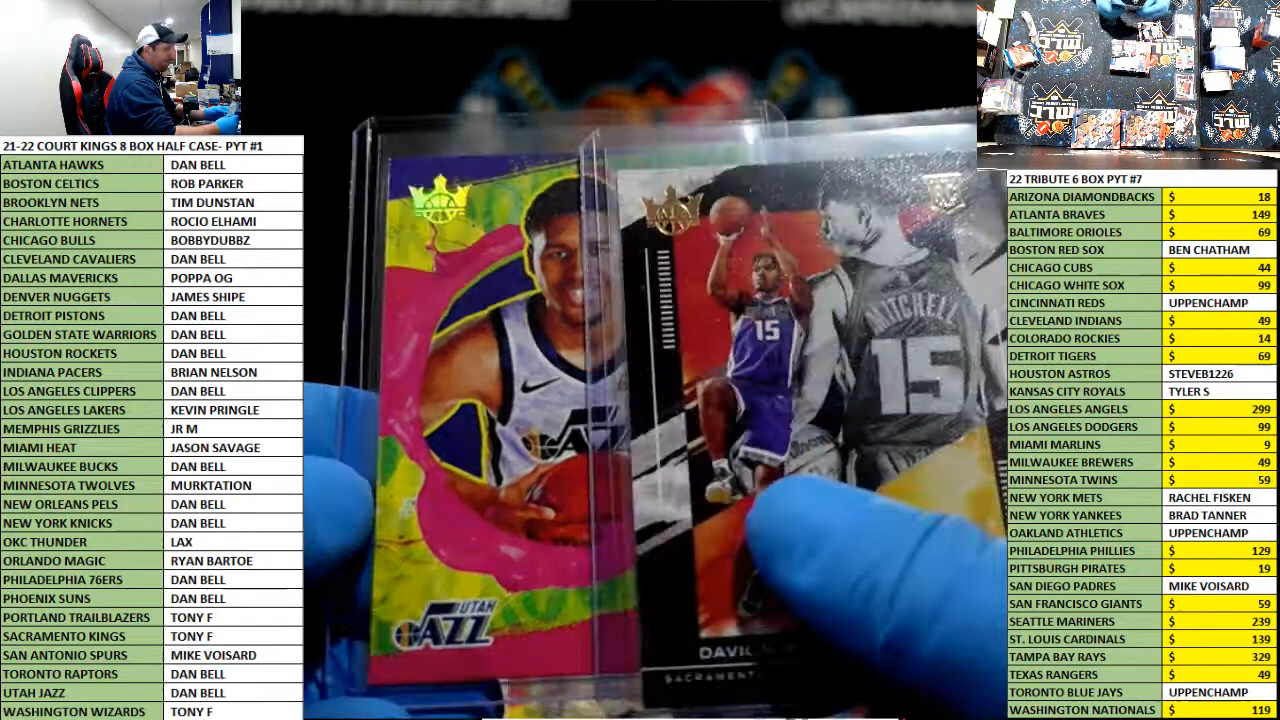 21-22 COURT KINGS 8 BOX HALF CASE- PYT #1
ATLANTA HAWKS DAN BELL
BOSTON CELTICS ROB PARKER
BROOKLYN NETS TIM DUNSTAN
CHARLOTTE HORNETS ROCIO ELHAMI
CHICAGO BULLS BOBBYDUBBZ
CLEVELAND CAVALIERS DAN BELL
DALLAS MAVERICKS POPPA OG
DENVER NUGGETS JAMES SHIPE
DETROIT PISTONS DAN BELL
GOLDEN STATE WARRIORS DAN BELL
HOUSTON ROCKETS DAN BELL
INDIANA PACERS BRIAN NELSON
LOS ANGELES CLIPPERS DAN BELL
LOS ANGELES LAKERS KEVIN PRINGLE
MEMPHIS GRIZZLIES JR M
MIAMI HEAT JASON SAVAGE
MILWAUKEE BUCKS DAN BELL
MINNESOTA TWOLVES MURKTATION
NEW ORLEANS PELS DAN BELL
NEW YORK KNICKS DAN BELL
OKC THUNDER LAX
ORLANDO MAGIC RYAN BARTOE
PHILADELPHIA 76ERS DAN BELL
PHOENIX SUNS DAN BELL
PORTLAND TRAILBLAZERS TONY F
SACRAMENTO KINGS TONY F
SAN ANTONIO SPURS MIKE VOISARD
TORONTO RAPTORS DAN BELL
UTAH JAZZ DAN BELL
WASHINGTON WIZARDS TONY F
MITCHELL
15
15
UTAH
JAZZ
22 TRIBUTE 6 BOX PYT #7
ARIZONA DIAMONDBACKS $ 18
ATLANTA BRAVES $ 149
BALTIMORE ORIOLES $ 69
BOSTON RED SOX BEN CHATHAM
CHICAGO CUBS $ 44
CHICAGO WHITE SOX $ 99
CINCINNATI REDS UPPENCHAMP
CLEVELAND INDIANS $ 49
COLORADO ROCKIES $ 14
DETROIT TIGERS $ 69
HOUSTON ASTROS STEVEB1226
KANSAS CITY ROYALS TYLER S
LOS ANGELES ANGELS $ 299
LOS ANGELES DODGERS $ 99
MIAMI MARLINS $ 9
MILWAUKEE BREWERS $ 49
MINNESOTA TWINS $ 59
NEW YORK METS RACHEL FISKEN
NEW YORK YANKEES BRAD TANNER
OAKLAND ATHLETICS UPPENCHAMP
PHILADELPHIA PHILLIES $ 129
PITTSBURGH PIRATES $ 19
SAN DIEGO PADRES MIKE VOISARD
SAN FRANCISCO GIANTS $ 59
SEATTLE MARINERS $ 239
ST. LOUIS CARDINALS $ 139
TAMPA BAY RAYS $ 329
TEXAS RANGERS $ 49
TORONTO BLUE JAYS UPPENCHAMP
WASHINGTON NATIONALS $ 119